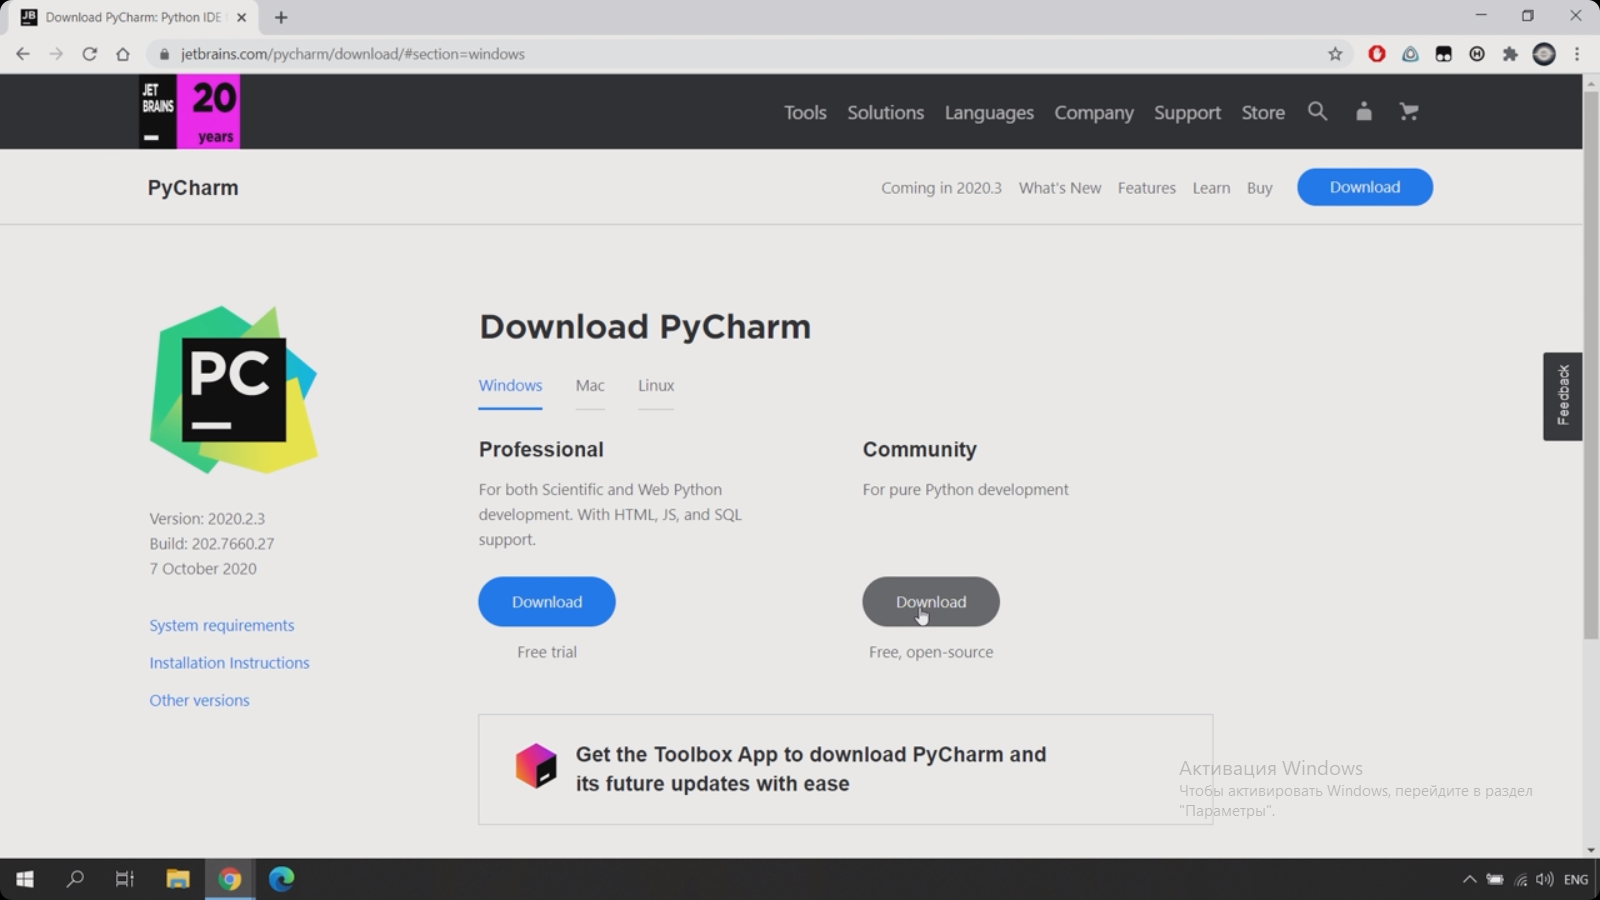 JB
Download PyCharm: Python IDE
jetbrains.com/pycharm/download/#section=windows
JET
BRAINS
20
years
Tools
Solutions
Languages
Company
Support
Store
PyCharm
Coming in 2020.3
What's New
Features
Learn
Buy
Download
PC
Download PyCharm
Windows
Mac
Linux
Feedback
Professional
For both Scientific and Web Python
development. With HTML, JS, and SQL
support.
Download
Free trial
Community
For pure Python development
Download
Free, open-source
Version: 2020.2.3
Build: 202.7660.27
7 October 2020
System requirements
Installation Instructions
Other versions
Get the Toolbox App to download PyCharm and
its future updates with ease
Активация Windows
Чтобы активировать Windows, перейдите в раздел
"Параметры".
ENG